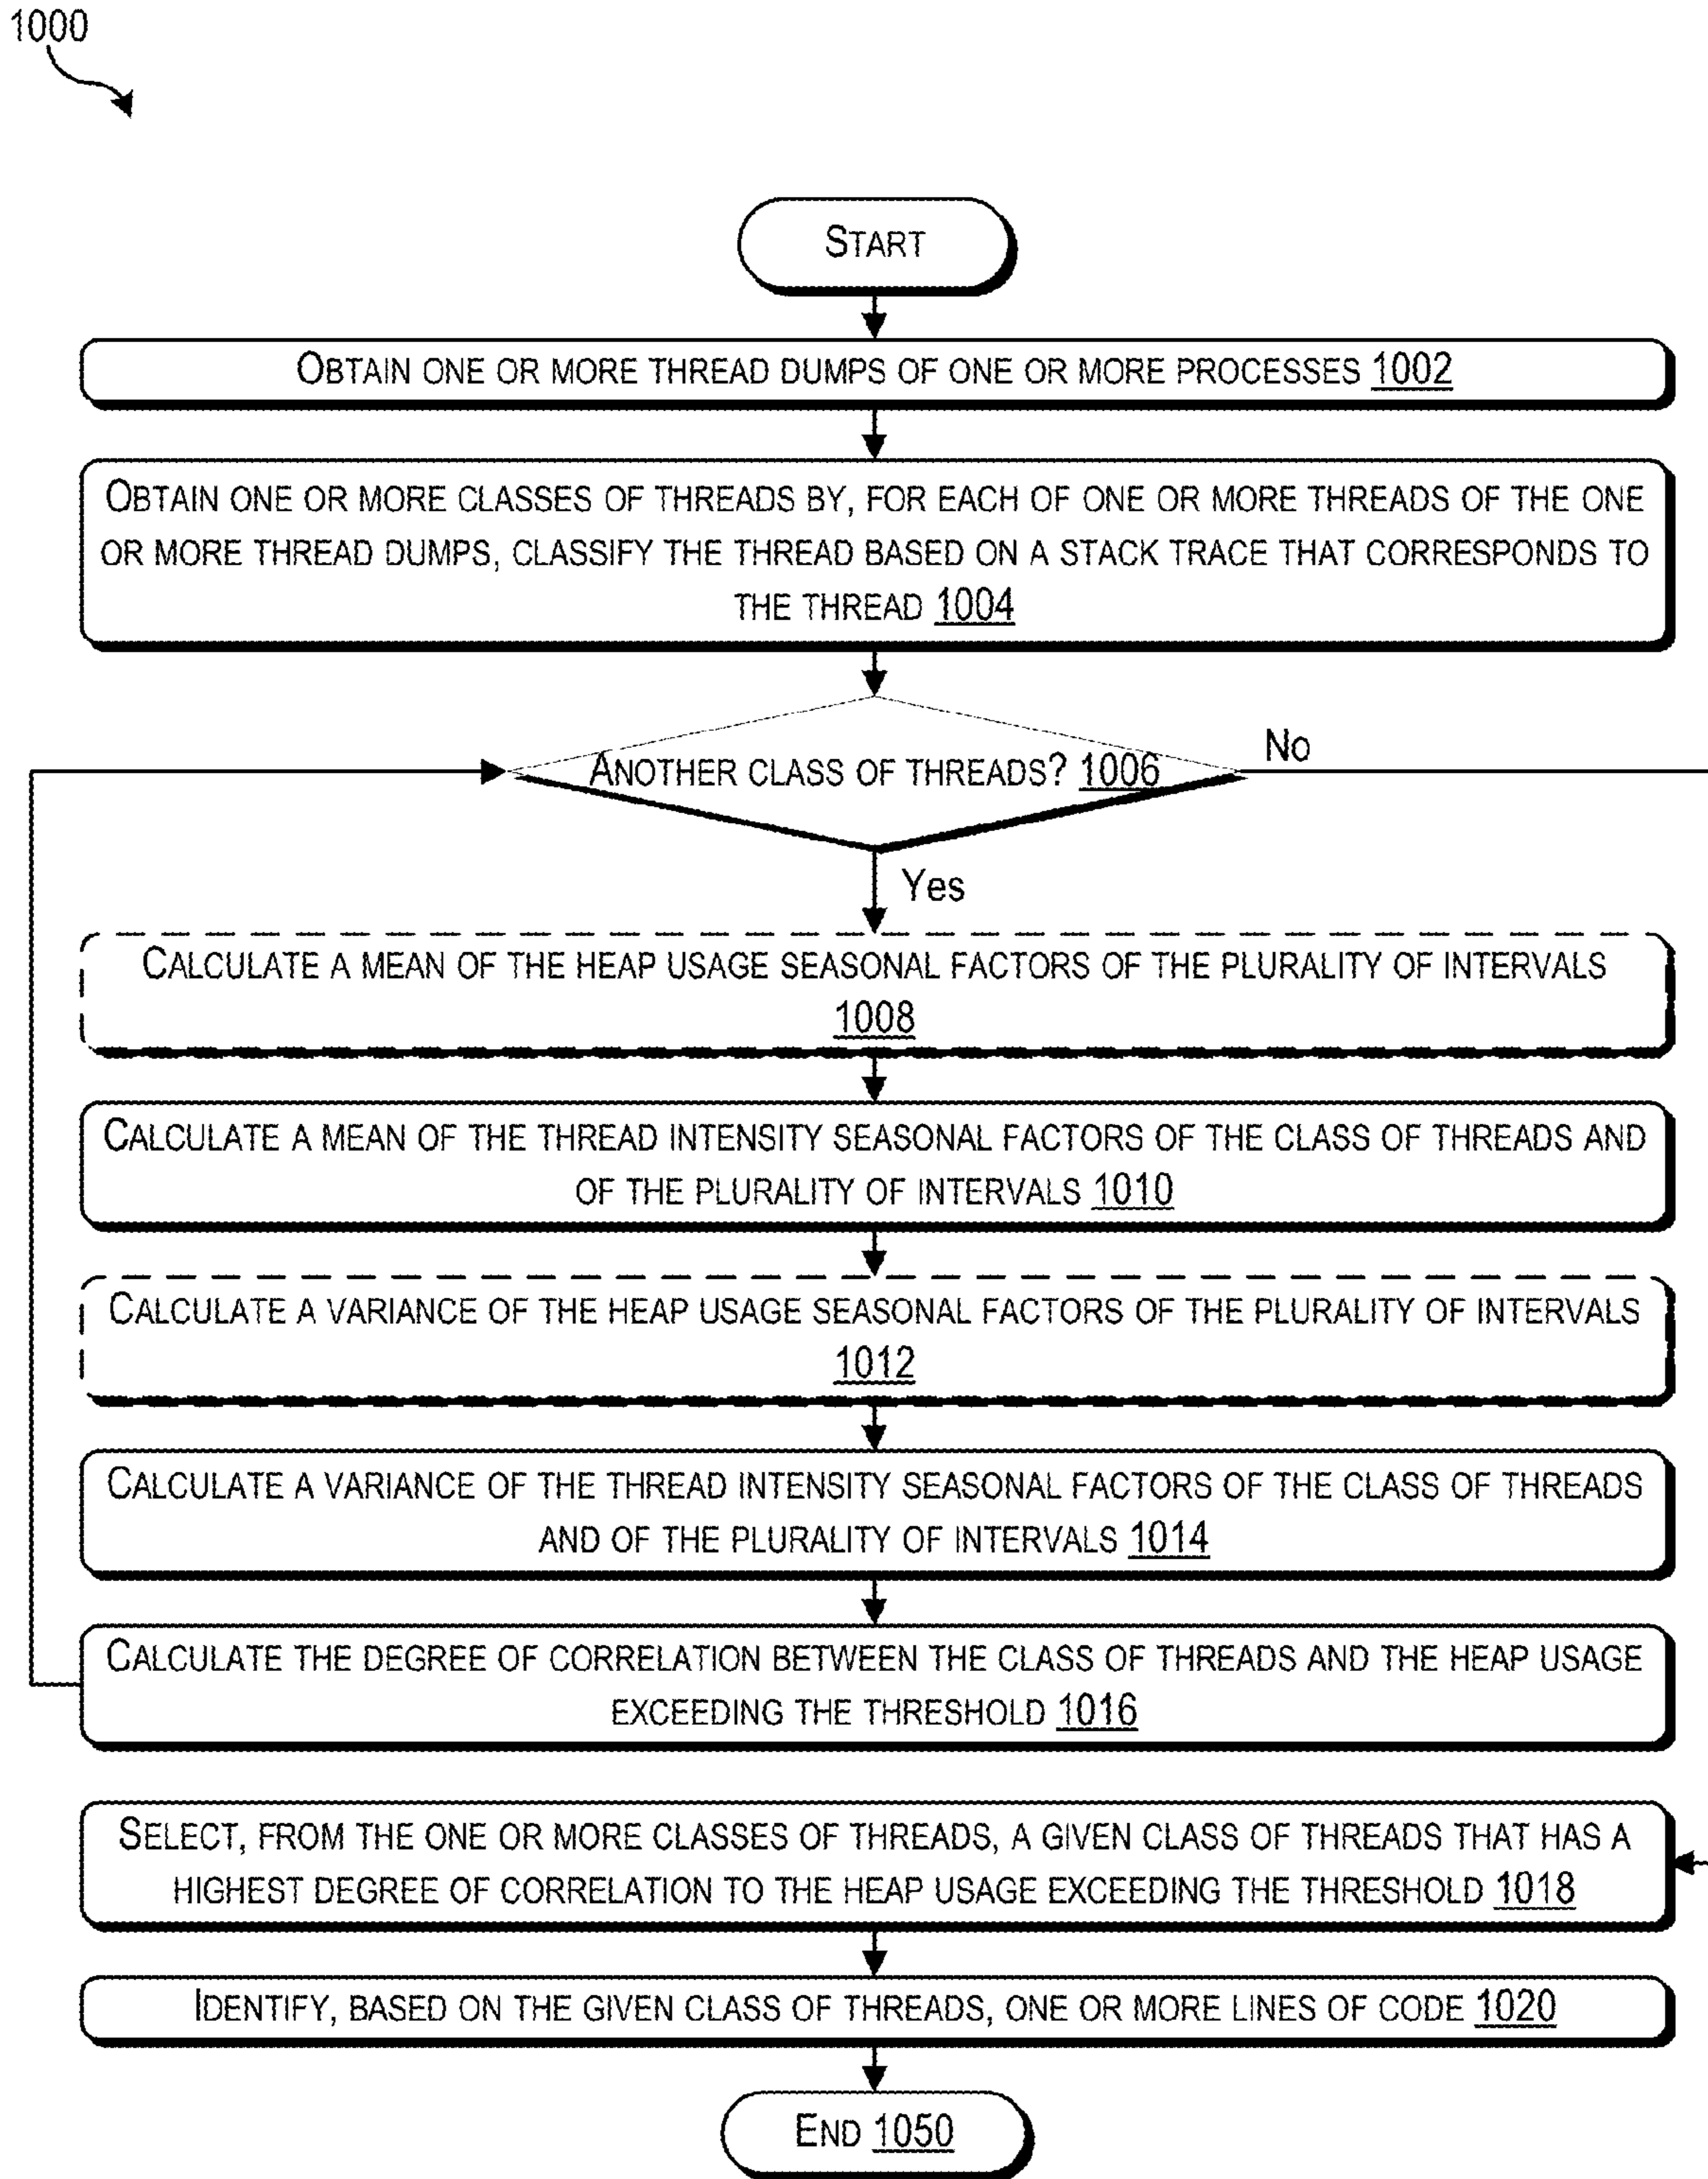 1000
START
OBTAIN ONE OR MORE THREAD DUMPS OF ONE OR MORE PROCESSES 1002
OBTAIN ONE OR MORE CLASSES OF THREADS BY, FOR EACH OF ONE OR MORE THREADS OF THE ONE
OR MORE THREAD DUMPS, CLASSIFY THE THREAD BASED ON A STACK TRACE THAT CORRESPONDS TO
THE THREAD 1004
ANOTHER CLASS OF THREADS? 1006
No
Yes
CALCULATE A MEAN OF THE HEAP USAGE SEASONAL FACTORS OF THE PLURALITY OF INTERVALS
1008
CALCULATE A MEAN OF THE THREAD INTENSITY SEASONAL FACTORS OF THE CLASS OF THREADS AND
OF THE PLURALITY OF INTERVALS 1010
CALCULATE A VARIANCE OF THE HEAP USAGE SEASONAL FACTORS OF THE PLURALITY OF INTERVALS
1012
CALCULATE A VARIANCE OF THE THREAD INTENSITY SEASONAL FACTORS OF THE CLASS OF THREADS
AND OF THE PLURALITY OF INTERVALS 1014
CALCULATE THE DEGREE OF CORRELATION BETWEEN THE CLASS OF THREADS AND THE HEAP USAGE
EXCEEDING THE THRESHOLD 1016
SELECT, FROM THE ONE OR MORE CLASSES OF THREADS, A GIVEN CLASS OF THREADS THAT HAS A
HIGHEST DEGREE OF CORRELATION TO THE HEAP USAGE EXCEEDING THE THRESHOLD 1018
IDENTIFY, BASED ON THE GIVEN CLASS OF THREADS, ONE OR MORE LINES OF CODE 1020
END 1050